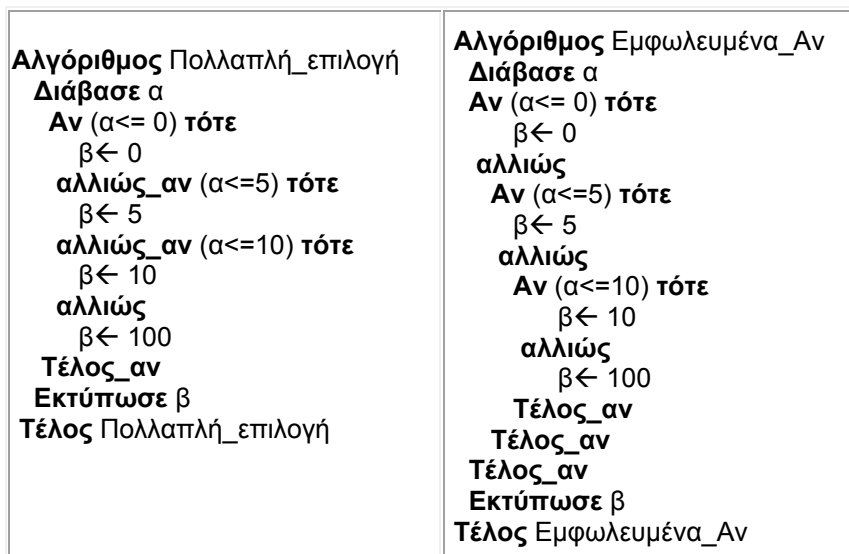 Αλγόριθμος Πολλαπλή_επιλογή
Διάβασε α
Αν (α<= 0) τότε
β← 0
αλλιώς_αν (α<=5) τότε
β← 5
αλλιώς_αν (α<=10) τότε
β← 10
αλλιώς
β← 100
Τέλος_αν
Εκτύπωσε β
Τέλος Πολλαπλή_επιλογή
Αλγόριθμος Εμφωλευμένα_Αν
Διάβασε α
Αν (α<= 0) τότε
β← 0
αλλιώς
Αν (α<=5) τότε
β← 5
αλλιώς
Αν (α<=10) τότε
β← 10
αλλιώς
β← 100
Τέλος_αν
Τέλος_αν
Τέλος_αν
Εκτύπωσε β
Τέλος Εμφωλευμένα_Αν